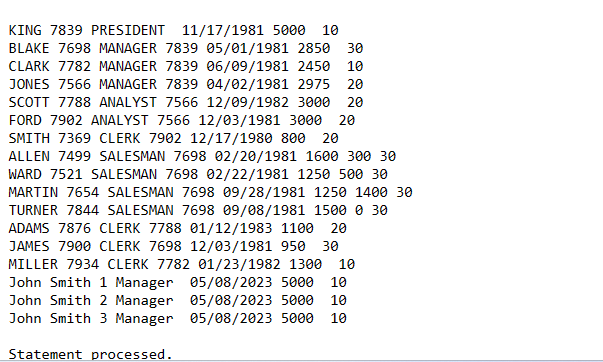 KING 7839 PRESIDENT  11/17/1981 5000  10
BLAKE 7698 MANAGER 7839 05/01/1981 2850  30
CLARK 7782 MANAGER 7839 06/09/1981 2450  10
JONES 7566 MANAGER 7839 04/02/1981 2975  20
SCOTT 7788 ANALYST 7566 12/09/1982 3000  20
FORD 7902 ANALYST 7566 12/03/1981 3000  20
SMITH 7369 CLERK 7902 12/17/1980 800  20
ALLEN 7499 SALESMAN 7698 02/20/1981 1600 300 30
WARD 7521 SALESMAN 7698 02/22/1981 1250 500 30
MARTIN 7654 SALESMAN 7698 09/28/1981 1250 1400 30
TURNER 7844 SALESMAN 7698 09/08/1981 1500 0 30
ADAMS 7876 CLERK 7788 01/12/1983 1100  20
JAMES 7900 CLERK 7698 12/03/1981 950  30
MILLER 7934 CLERK 7782 01/23/1982 1300  10
John Smith 1 Manager  05/08/2023 5000  10
John Smith 2 Manager  05/08/2023 5000  10
John Smith 3 Manager  05/08/2023 5000  10

Statement processed.